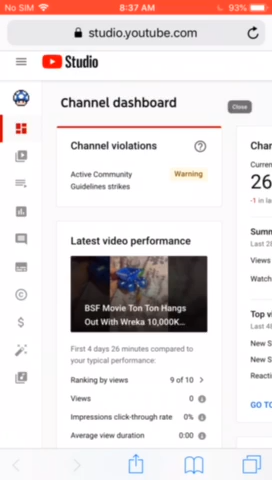 No SIM
8:37 AM
93%
studio.youtube.com
Studio
Channel dashboard
Close
Channel violations
Active Community
Guidelines strikes
Warning
Latest video performance
BSF Movie Ton Ton Hangs
Out With Wreka 10,000K...
First 4 days 26 minutes compared to
your typical performance:
Ranking by views
9 of 10
Views
0
Impressions click-through rate
0%
Average view duration
0:00
Chan
Curren
26
-1 in la
Summ
Last 28
Views
Watch
Top v
Last 48
New S
New S
Reacti
GO TO